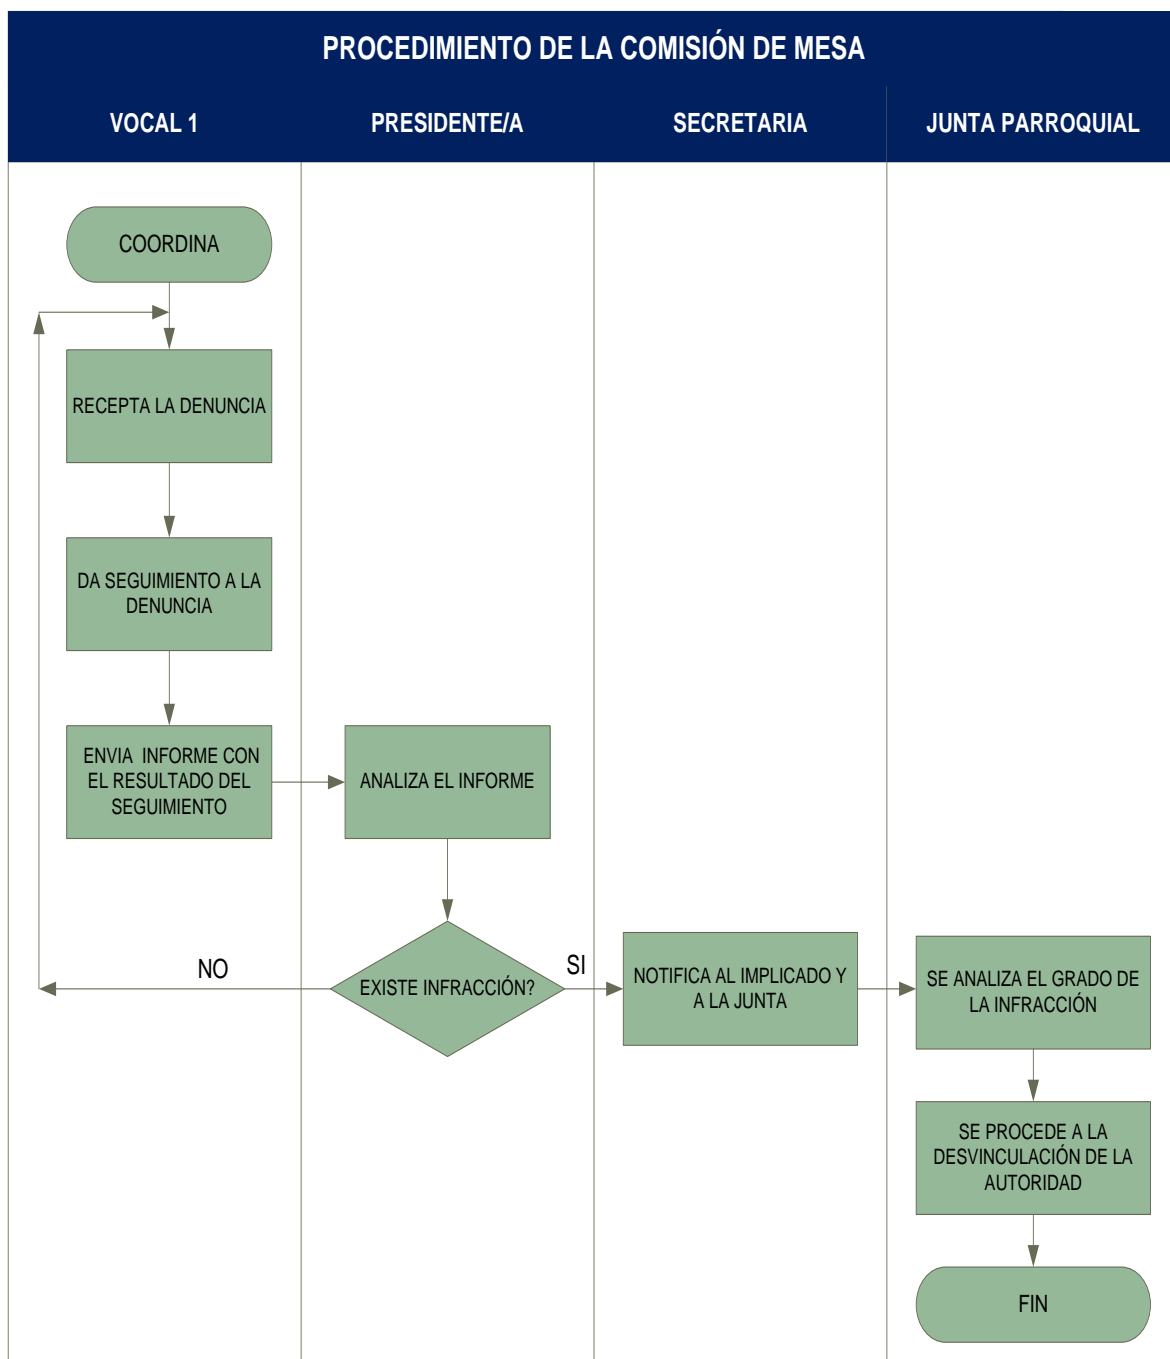 PROCEDIMIENTO DE LA COMISIÓN DE MESA
VOCAL 1
PRESIDENTE/A
SECRETARIA
JUNTA PARROQUIAL
COORDINA
RECEPTA LA DENUNCIA
DA SEGUIMIENTO A LA
DENUNCIA
ENVIA INFORME CON
EL RESULTADO DEL
SEGUIMIENTO
ANALIZA EL INFORME
EXISTE INFRACCIÓN?
NO
SI
NOTIFICA AL IMPLICADO Y
A LA JUNTA
SE ANALIZA EL GRADO DE
LA INFRACCIÓN
SE PROCEDE A LA
DESVINCULACIÓN DE LA
AUTORIDAD
FIN